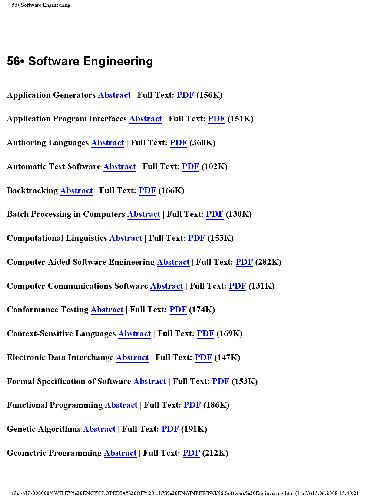 56• Software Engineering
56• Software Engineering
Application Generators Abstract | Full Text: PDF (156K)
Application Program Interfaces Abstract | Full Text: PDF (151K)
Authoring Languages Abstract | Full Text: PDF (360K)
Automatic Test Software Abstract | Full Text: PDF (102K)
Backtracking Abstract | Full Text: PDF (166K)
Batch Processing in Computers Abstract | Full Text: PDF (130K)
Computational Linguistics Abstract | Full Text: PDF (153K)
Computer Aided Software Engineering Abstract | Full Text: PDF (282K)
Computer Communications Software Abstract | Full Text: PDF (131K)
Conformance Testing Abstract | Full Text: PDF (174K)
Context-Sensitive Languages Abstract | Full Text: PDF (169K)
Electronic Data Interchange Abstract | Full Text: PDF (147K)
Formal Specification of Software Abstract | Full Text: PDF (153K)
Functional Programming Abstract | Full Text: PDF (186K)
Genetic Algorithms Abstract | Full Text: PDF (191K)
Geometric Programming Abstract | Full Text: PDF (212K)